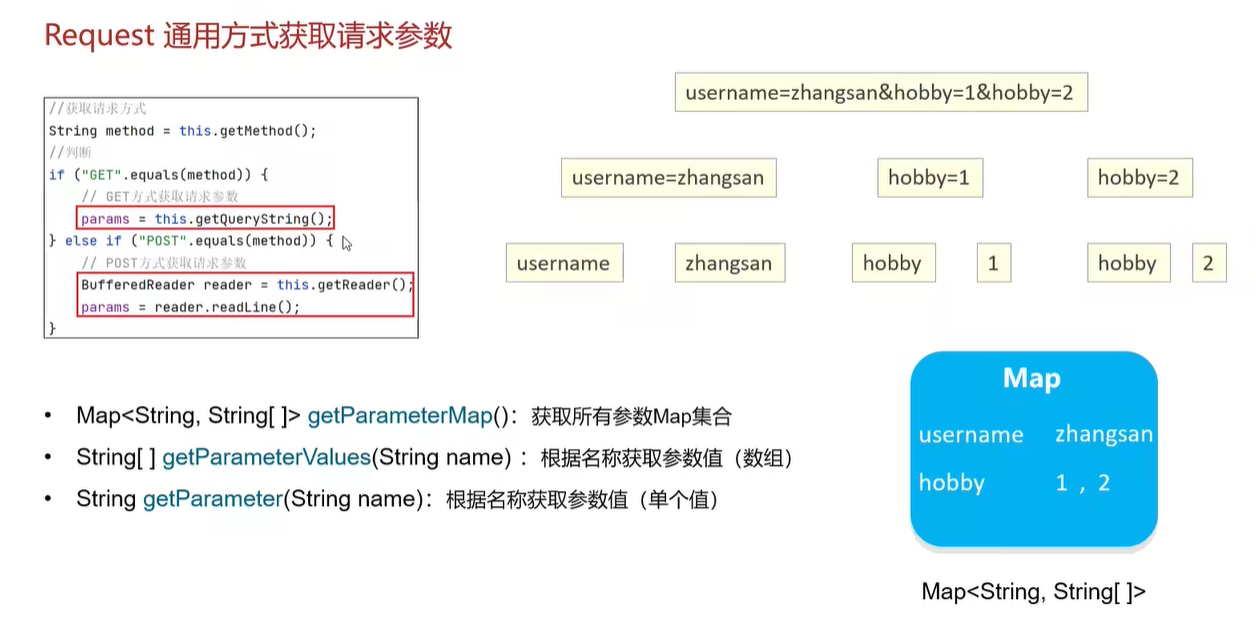 Request 通用方式获取请求参数
//获取请求方式
String method = this.getMethod();
//判断
if ("GET".equals(method)) {
// GET方式获取请求参数
params = this.getQueryString();
} else if ("POST".equals(method)) {
// POST方式获取请求参数
BufferedReader reader = this.getReader();
params = reader.readLine();
}
username=zhangsan&hobby=1&hobby=2
username=zhangsan hobby=1 hobby=2
username zhangsan hobby 1 hobby 2
• Map<String, String[ ]> getParameterMap()：获取所有参数Map集合
• String[ ] getParameterValues(String name) ：根据名称获取参数值（数组）
• String getParameter(String name)：根据名称获取参数值（单个值）
Map
username zhangsan
hobby 1 , 2
Map<String, String[ ]>